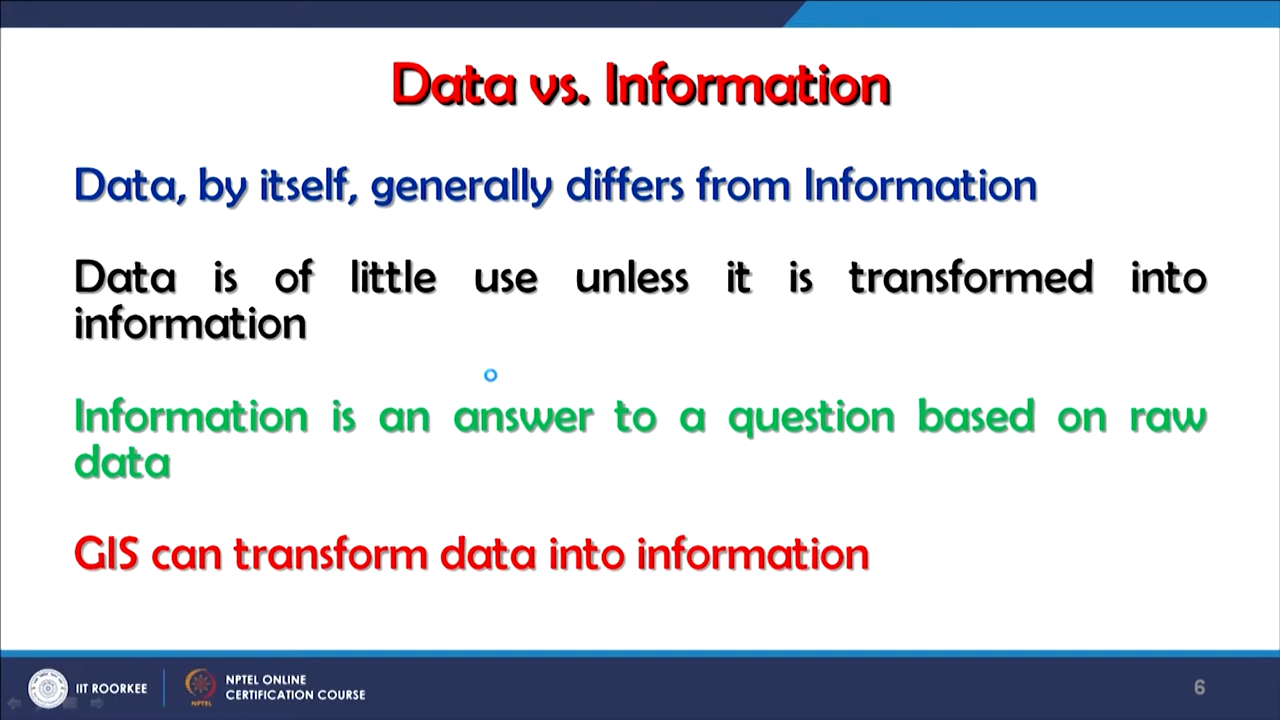 Data vs. Information
Data, by itself, generally differs from Information
Data is of little use unless it is transformed into
information
Information is an answer to a question based on raw
data
GIS can transform data into information
IIT ROORKEE
NPTEL
NPTEL ONLINE
CERTIFICATION COURSE
6